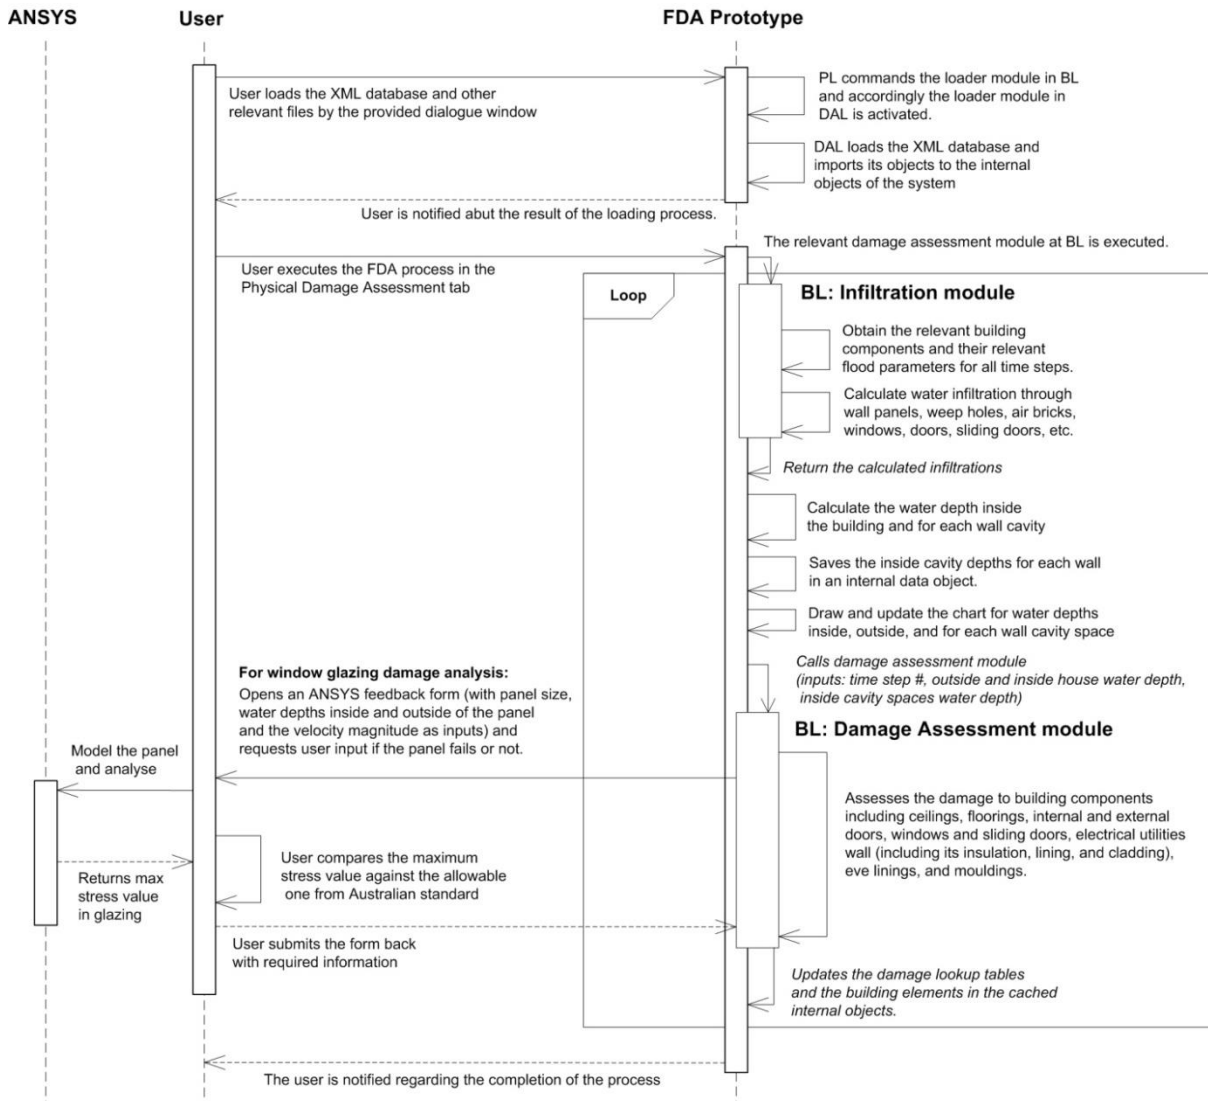 ANSYS
User
FDA Prototype
User loads the XML database and other
relevant files by the provided dialogue window
PL commands the loader module in BL
and accordingly the loader module in
DAL is activated.
DAL loads the XML database and
imports its objects to the internal
objects of the system
User is notified abut the result of the loading process.
The relevant damage assessment module at BL is executed.
User executes the FDA process in the
Physical Damage Assessment tab
Loop
BL: Infiltration module
Obtain the relevant building
components and their relevant
flood parameters for all time steps.
Calculate water infiltration through
wall panels, weep holes, air bricks,
windows, doors, sliding doors, etc.
Return the calculated infiltrations
Calculate the water depth inside
the building and for each wall cavity
Saves the inside cavity depths for each wall
in an internal data object.
Draw and update the chart for water depths
inside, outside, and for each wall cavity space
Calls damage assessment module
(inputs: time step #, outside and inside house water depth,
inside cavity spaces water depth)
For window glazing damage analysis:
Opens an ANSYS feedback form (with panel size,
water depths inside and outside of the panel
and the velocity magnitude as inputs) and
requests user input if the panel fails or not.
BL: Damage Assessment module
Model the panel
and analyse
Assesses the damage to building components
including ceilings, floorings, internal and external
doors, windows and sliding doors, electrical utilities
wall (including its insulation, lining, and cladding),
eve linings, and mouldings.
User compares the maximum
stress value against the allowable
one from Australian standard
Returns max
stress value
in glazing
User submits the form back
with required information
Updates the damage lookup tables
and the building elements in the cached
internal objects.
The user is notified regarding the completion of the process